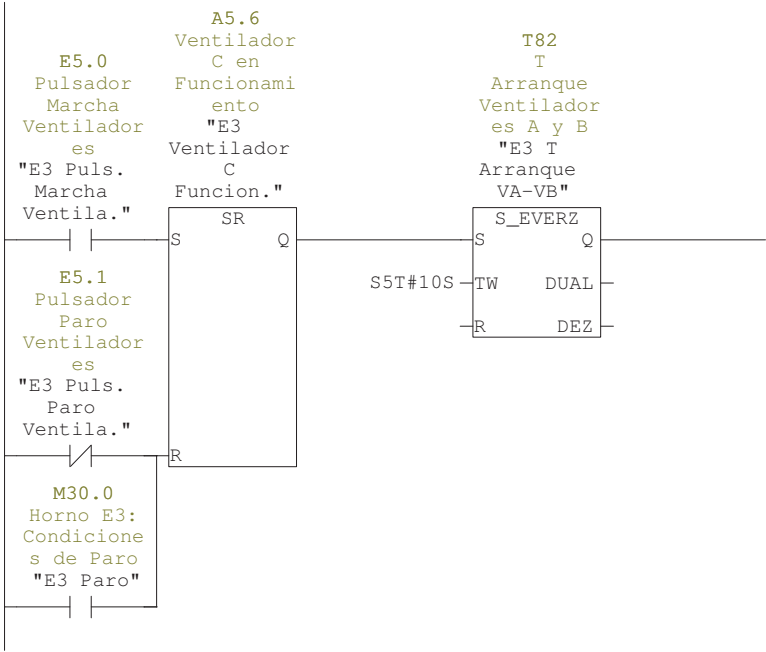 A5.6
Ventilador
C en
Funcionami
ento
"E3
Ventilador
C
Funcion."
T82
T
Arranque
Ventilador
es A y B
"E3 T
Arranque
VA-VB"
E5.0
Pulsador
Marcha
Ventilador
es
"E3 Puls.
Marcha
Ventila."
SR
S Q
S_EVERZ
S Q
S5T#10S TW DUAL
R DEZ
E5.1
Pulsador
Paro
Ventilador
es
"E3 Puls.
Paro
Ventila."
R
M30.0
Horno E3:
Condicione
s de Paro
"E3 Paro"